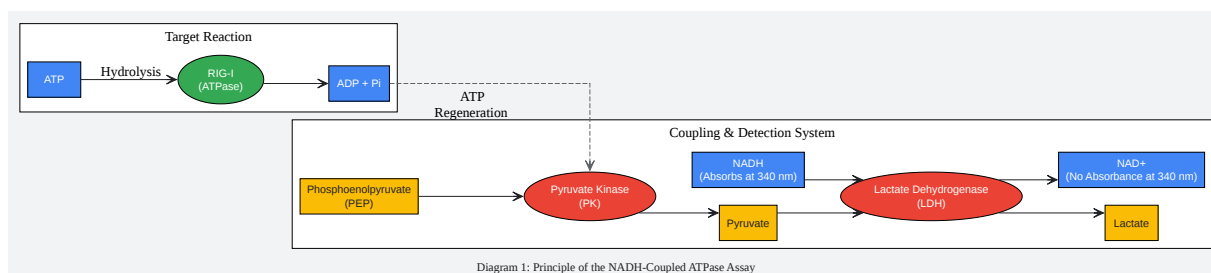 Target Reaction
ATP
Hydrolysis
RIG-I
(ATPase)
ADP + Pi
ATP
Regeneration
Coupling & Detection System
Phosphoenolpyruvate
(PEP)
Pyruvate Kinase
(PK)
NADH
(Absorbs at 340 nm)
Pyruvate
Lactate Dehydrogenase
(LDH)
NAD+
(No Absorbance at 340 nm)
Lactate
Diagram 1: Principle of the NADH-Coupled ATPase Assay